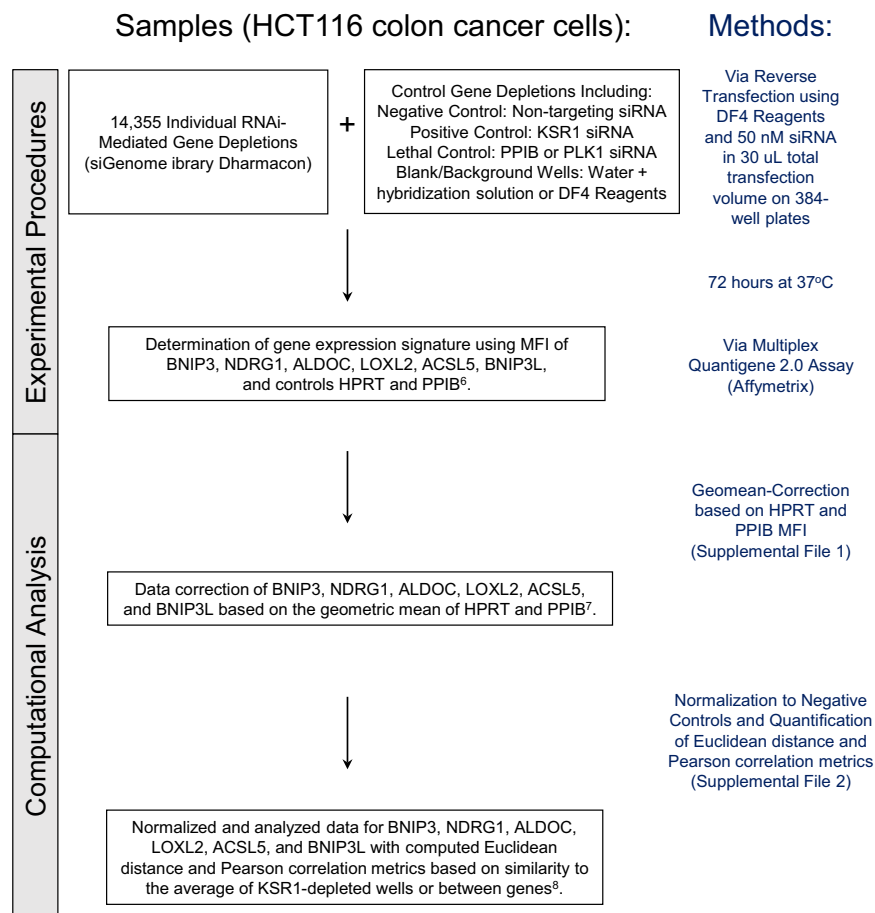 Samples (HCT116 colon cancer cells):
Methods:
Experimental Procedures
14,355 Individual RNAi-
Mediated Gene Depletions
(siGenome ibrary Dharmacon)
+
Control Gene Depletions Including:
Negative Control: Non-targeting siRNA
Positive Control: KSR1 siRNA
Lethal Control: PPIB or PLK1 siRNA
Blank/Background Wells: Water +
hybridization solution or DF4 Reagents
Via Reverse
Transfection using
DF4 Reagents
and 50 nM siRNA
in 30 uL total
transfection
volume on 384-
well plates
72 hours at 37ºC
Determination of gene expression signature using MFI of
BNIP3, NDRG1, ALDOC, LOXL2, ACSL5, BNIP3L,
and controls HPRT and PPIB⁶.
Via Multiplex
Quantigene 2.0 Assay
(Affymetrix)
Computational Analysis
Geomean-Correction
based on HPRT and
PPIB MFI
(Supplemental File 1)
Data correction of BNIP3, NDRG1, ALDOC, LOXL2, ACSL5,
and BNIP3L based on the geometric mean of HPRT and PPIB⁷.
Normalization to Negative
Controls and Quantification
of Euclidean distance and
Pearson correlation metrics
(Supplemental File 2)
Normalized and analyzed data for BNIP3, NDRG1, ALDOC,
LOXL2, ACSL5, and BNIP3L with computed Euclidean
distance and Pearson correlation metrics based on similarity to
the average of KSR1-depleted wells or between genes⁸.